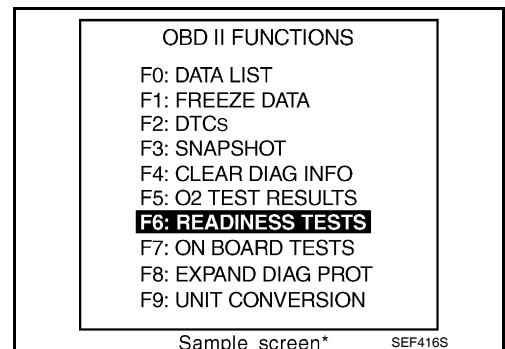 OBD II FUNCTIONS
F0: DATA LIST
F1: FREEZE DATA
F2: DTCs
F3: SNAPSHOT
F4: CLEAR DIAG INFO
F5: O2 TEST RESULTS
F6: READINESS TESTS
F7: ON BOARD TESTS
F8: EXPAND DIAG PROT
F9: UNIT CONVERSION
Sample screen* SEF416S